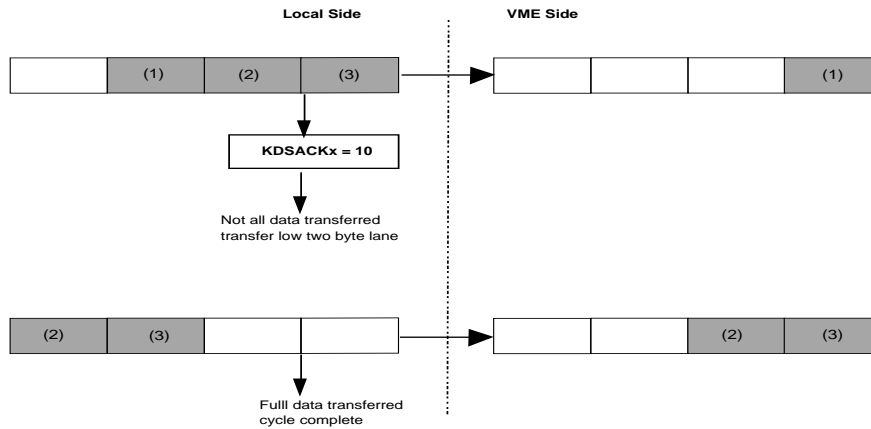 Local Side VME Side
(1) (2) (3) (1)
KDSACKx = 10
Not all data transferred
transfer low two byte lane
(2) (3) (2) (3)
Fulll data transferred
cycle complete